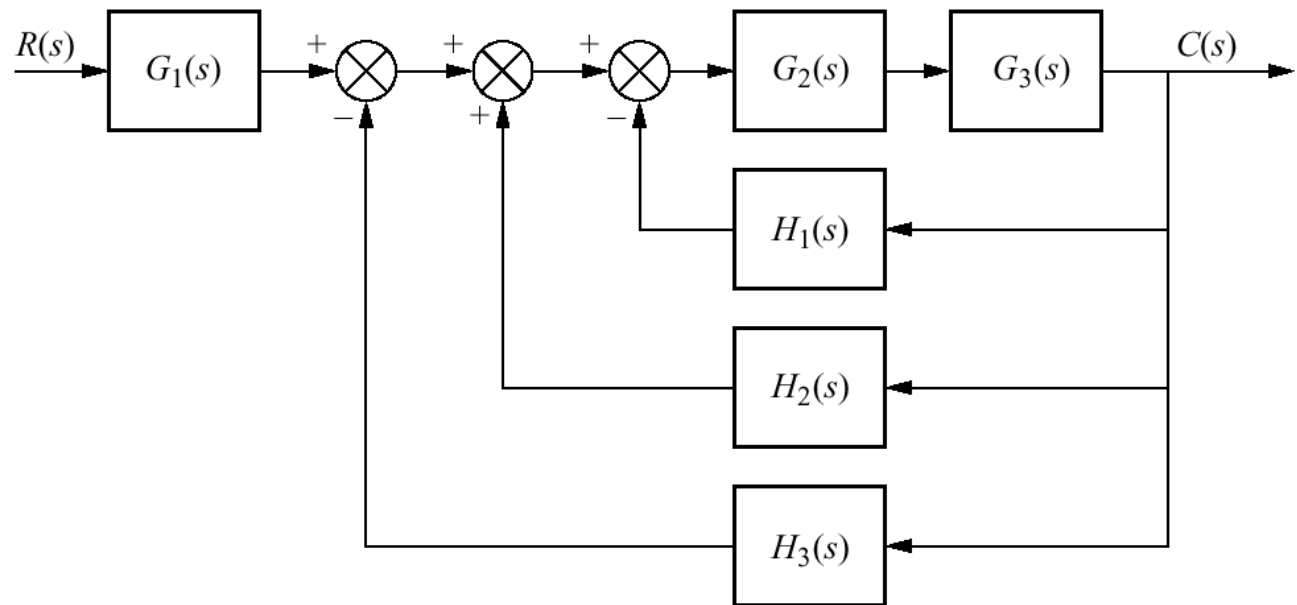 R(s) G₁(s) + − + + + − G₂(s) G₃(s) C(s)
H₁(s)
H₂(s)
H₃(s)